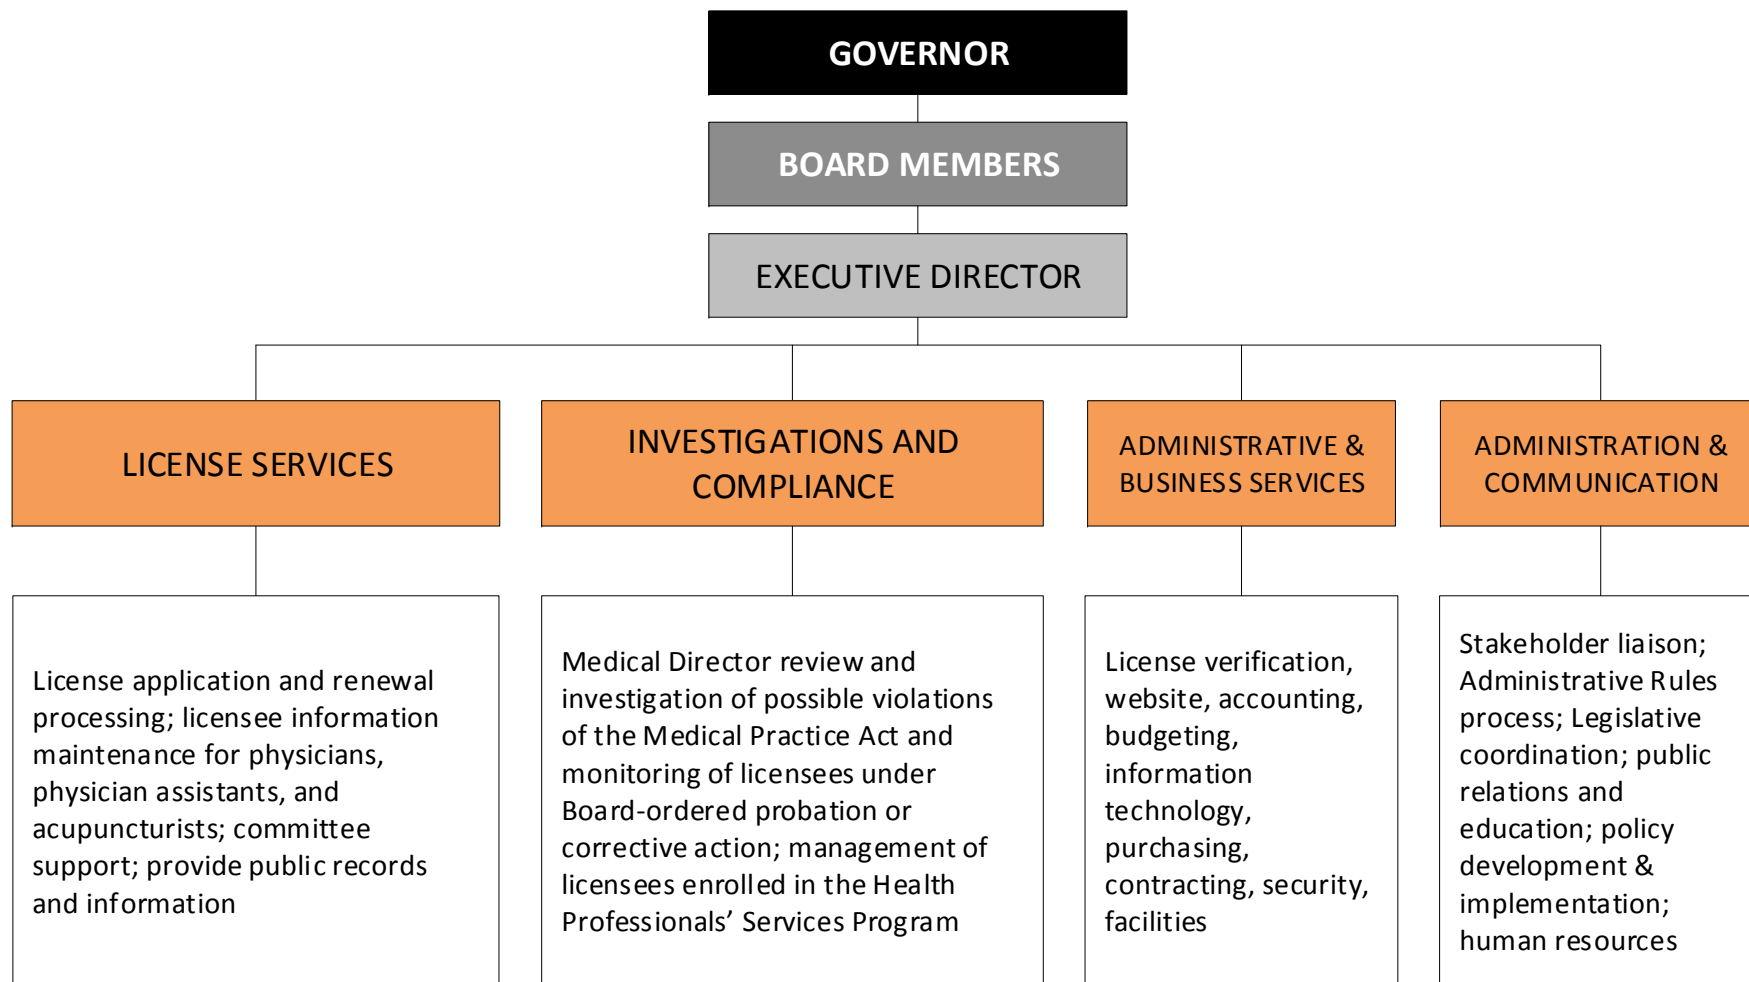 GOVERNOR
BOARD MEMBERS
EXECUTIVE DIRECTOR
LICENSE SERVICES
INVESTIGATIONS AND
COMPLIANCE
ADMINISTRATIVE &
BUSINESS SERVICES
ADMINISTRATION &
COMMUNICATION
License application and renewal
processing; licensee information
maintenance for physicians,
physician assistants, and
acupuncturists; committee
support; provide public records
and information
Medical Director review and
investigation of possible violations
of the Medical Practice Act and
monitoring of licensees under
Board-ordered probation or
corrective action; management of
licensees enrolled in the Health
Professionals’ Services Program
License verification,
website, accounting,
budgeting,
information
technology,
purchasing,
contracting, security,
facilities
Stakeholder liaison;
Administrative Rules
process; Legislative
coordination; public
relations and
education; policy
development &
implementation;
human resources